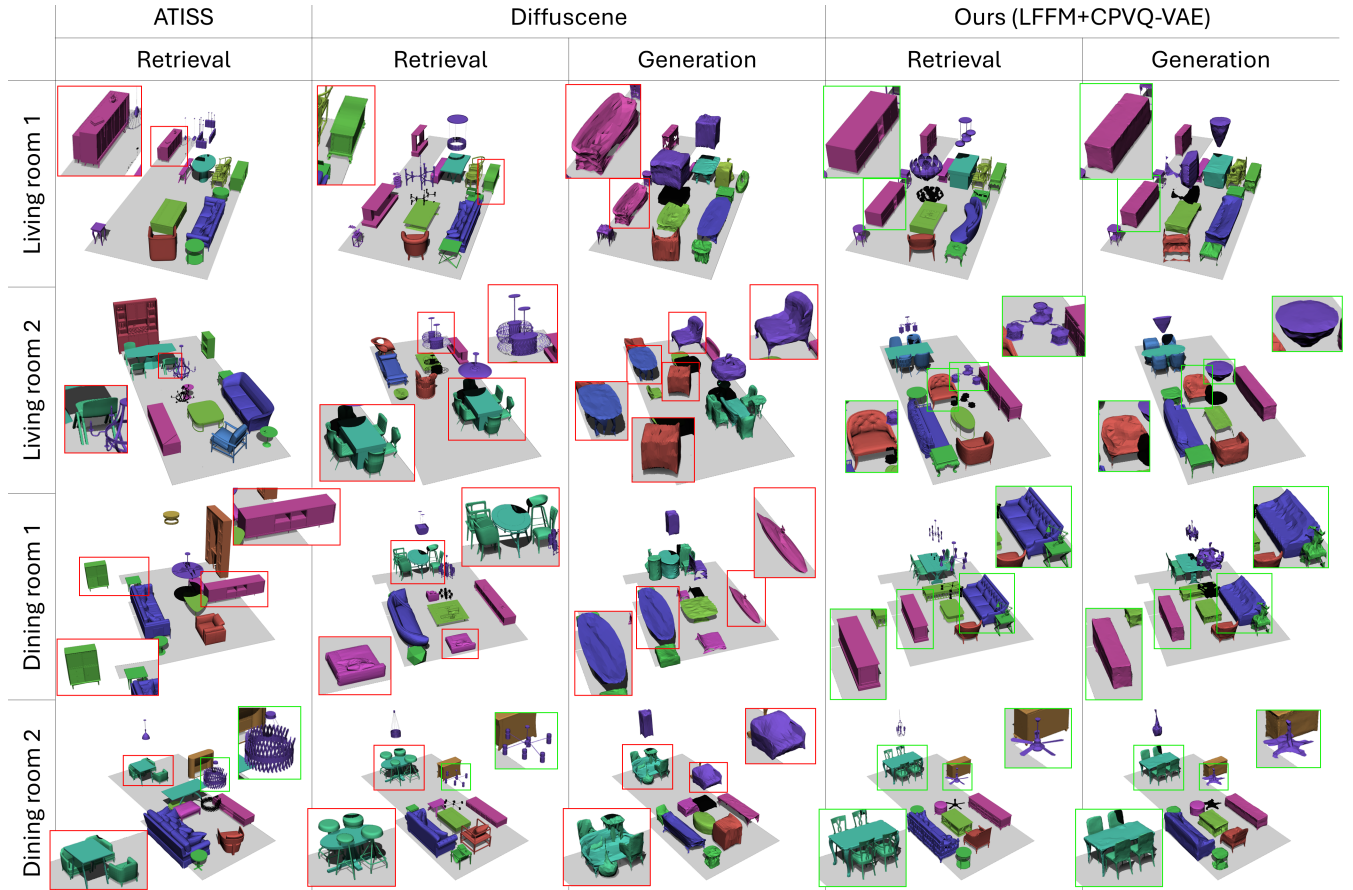 ATISS
Diffuscene
Ours (LFFM+CPVQ-VAE)
Retrieval
Retrieval
Generation
Retrieval
Generation
Living room 1
Living room 2
Dining room 1
Dining room 2